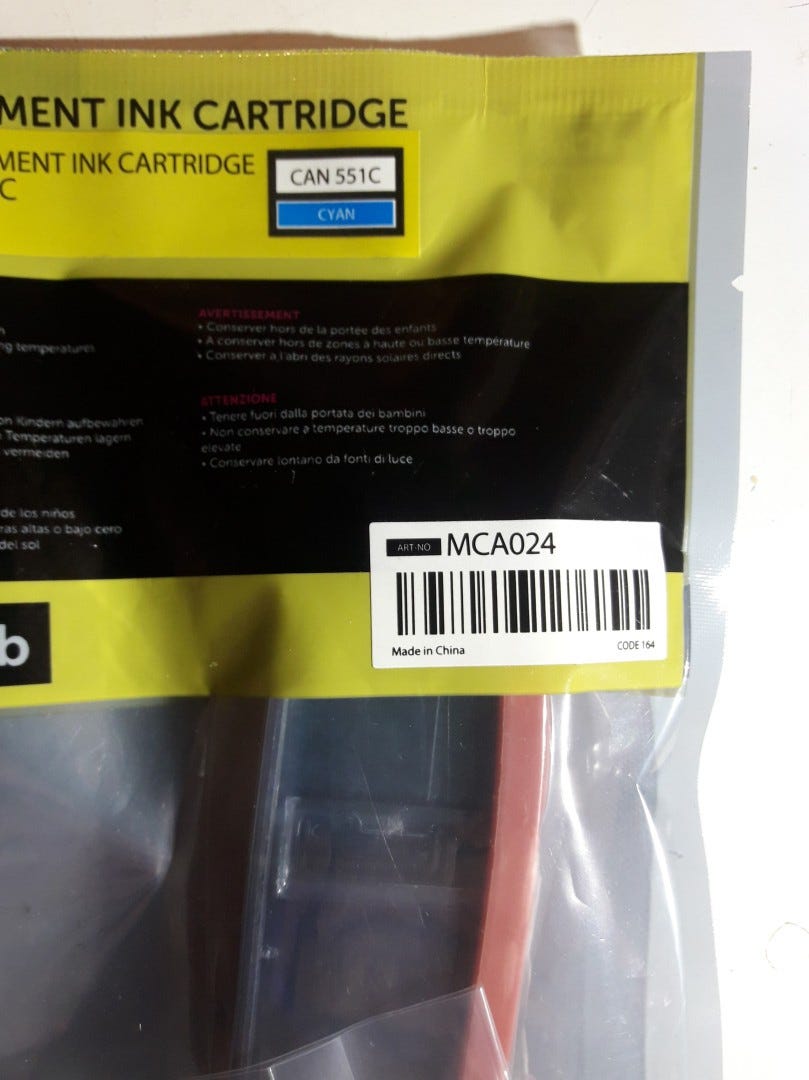 MENT INK CARTRIDGE
MENT INK CARTRIDGE
C
CAN 551C
CYAN
ng temperatures
on Kindern aufbewahren
Temperaturen lagern
vermeiden
de los niños
ras altas o bajo cero
del sol
AVERTISSEMENT
• Conserver hors de la portée des enfants
• A conserver hors de zones à haute ou basse température
• Conserver a l'abri des rayons solaires directs
ATTENZIONE
• Tenere fuori dalla portata dei bambini
• Non conservare a temperature troppo basse o troppo
elevate
• Conservare lontano da fonti di luce
ART-NO MCA024
Made in China
CODE 164
b